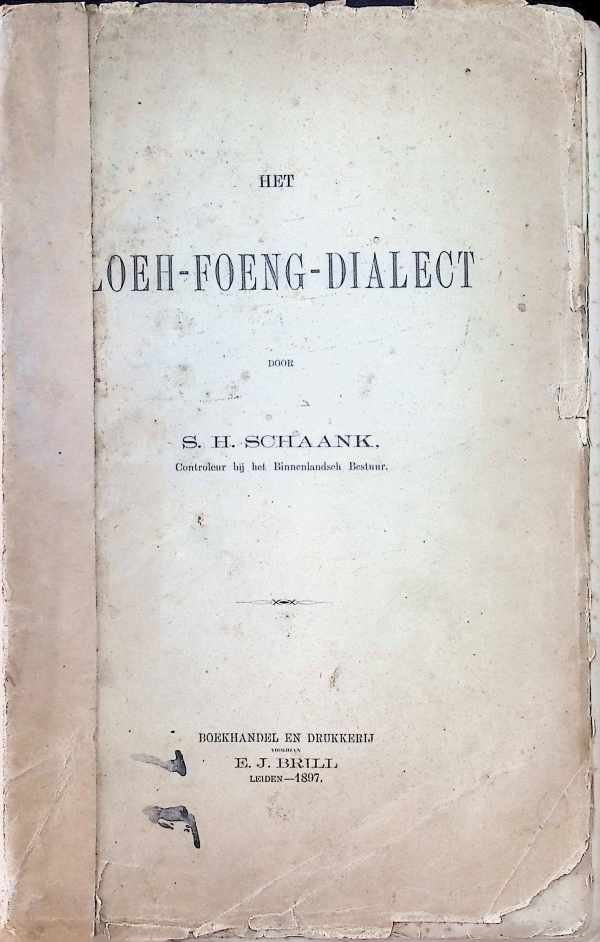 HET
LOEH-FOENG-DIALECT
DOOR
S. H. SCHAANK,
Controleur bij het Binnenlandsch Bestuur.
BOEKHANDEL EN DRUKKERIJ
VOORHEEN
E. J. BRILL
LEIDEN—1897.